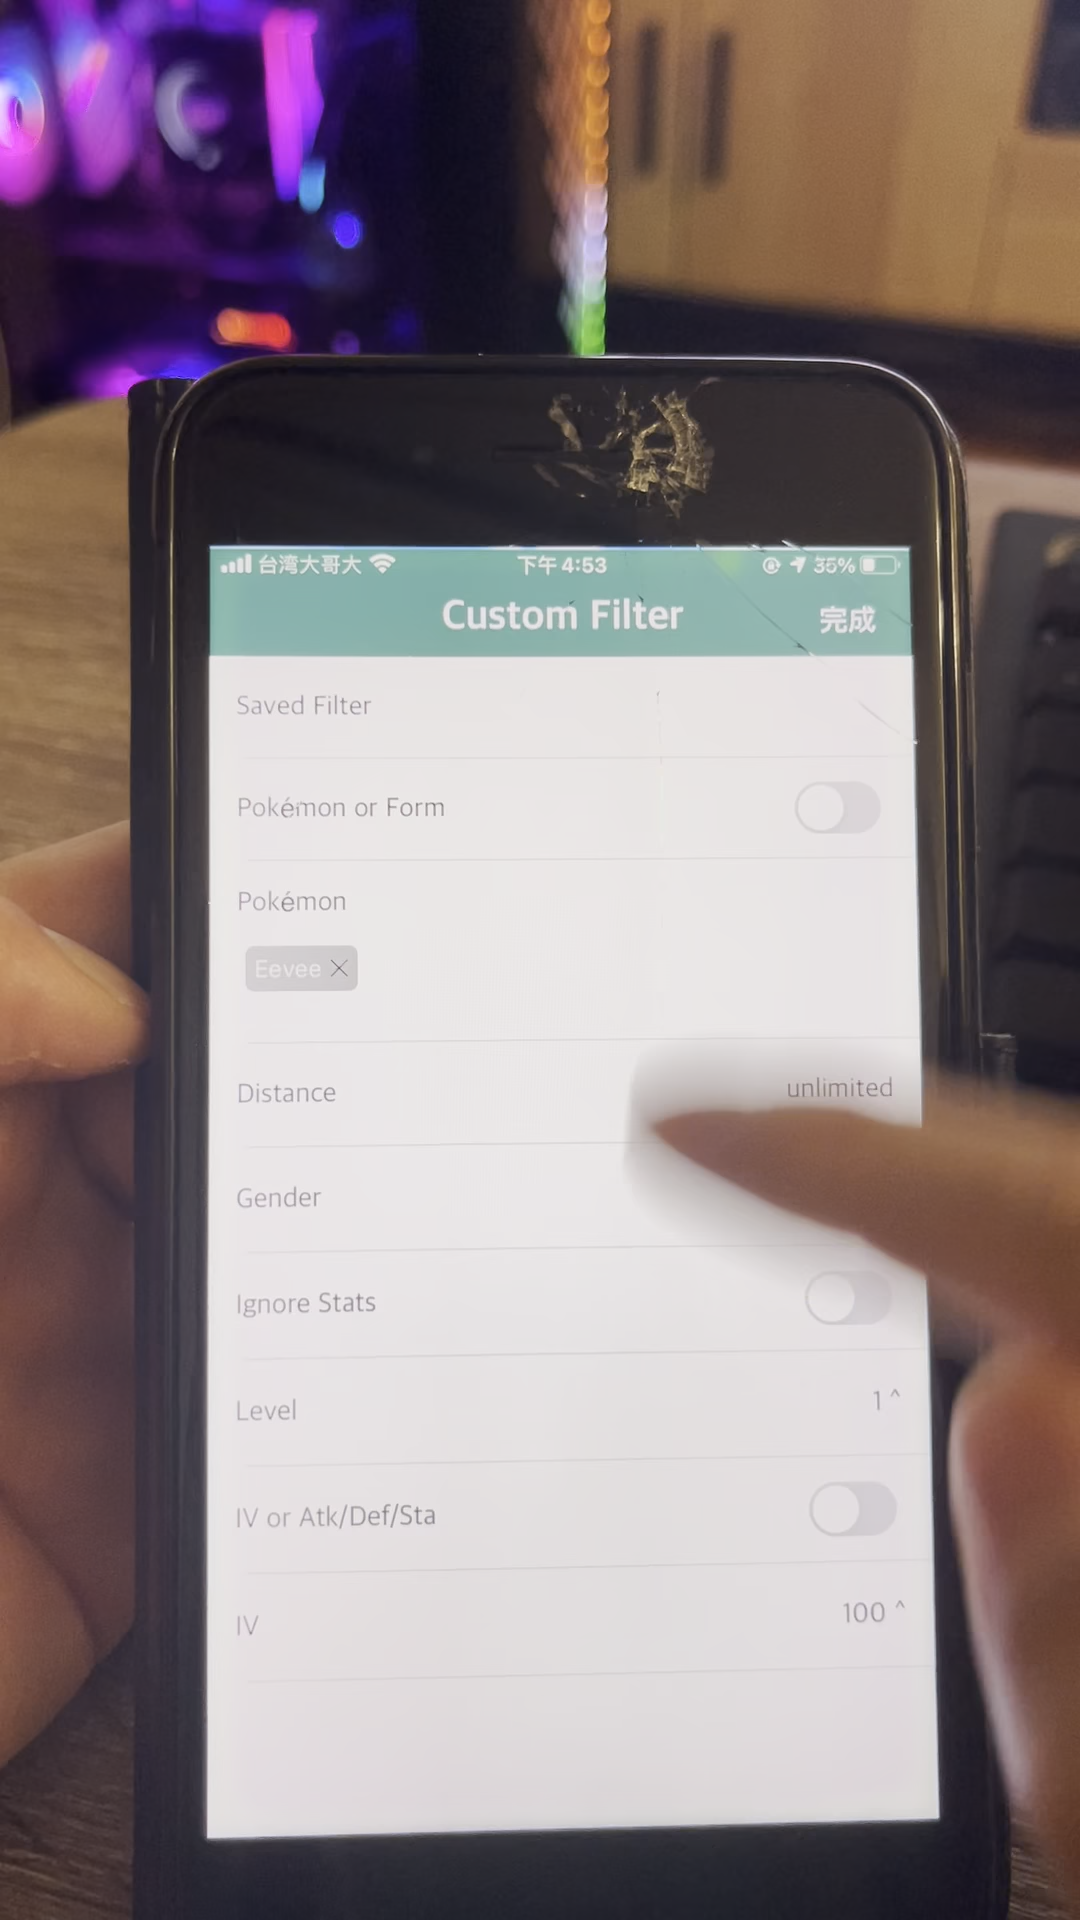 台湾大哥大 下午 4:53 35%
Custom Filter 完成
Saved Filter
Pokémon or Form
Pokémon
Eevee
Distance unlimited
Gender
Ignore Stats
Level 1 ^
IV or Atk/Def/Sta
IV 100 ^